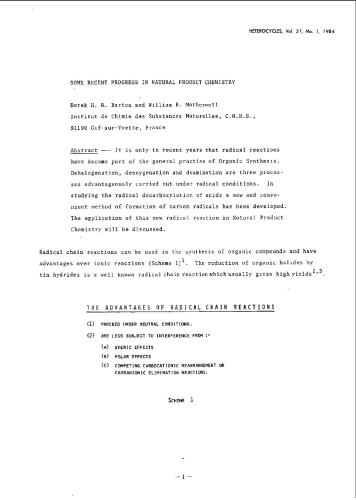 HETEROCYCLES, Vol. 21, No. 1, 1984
SOME RECENT PROGRESS IN NATURAL PRODUCT CHEMISTRY
Derek H. R. Barton and William B. Motherwell
Institut de Chimie des Substances Naturelles, C.N.R.S.,
91190 Gif-sur-Yvette, France
Abstract — It is only in recent years that radical reactions
have become part of the general practise of Organic Synthesis.
Dehalogenation, deoxygenation and deamination are three proces-
ses advantageously carried out under radical conditions. In
studying the radical decarboxylation of acids a new and conve-
nient method of formation of carbon radicals has been developed.
The application of this new radical reaction in Natural Product
Chemistry will be discussed.
Radical chain reactions can be used in the synthesis of organic compounds and have
advantages over ionic reactions (Scheme 1)1. The reduction of organic halides by
tin hydrides is a well known radical chain reaction which usually gives high yields2,3.
THE ADVANTAGES OF RADICAL CHAIN REACTIONS
(1) PROCEED UNDER NEUTRAL CONDITIONS.
(2) ARE LESS SUBJECT TO INTERFERENCE FROM :-
(A) STERIC EFFECTS
(B) POLAR EFFECTS
(C) COMPETING CARBOCATIONIC REARRANGEMENT OR
CARBANIONIC ELIMINATION REACTIONS.
SCHEME 1
—1—